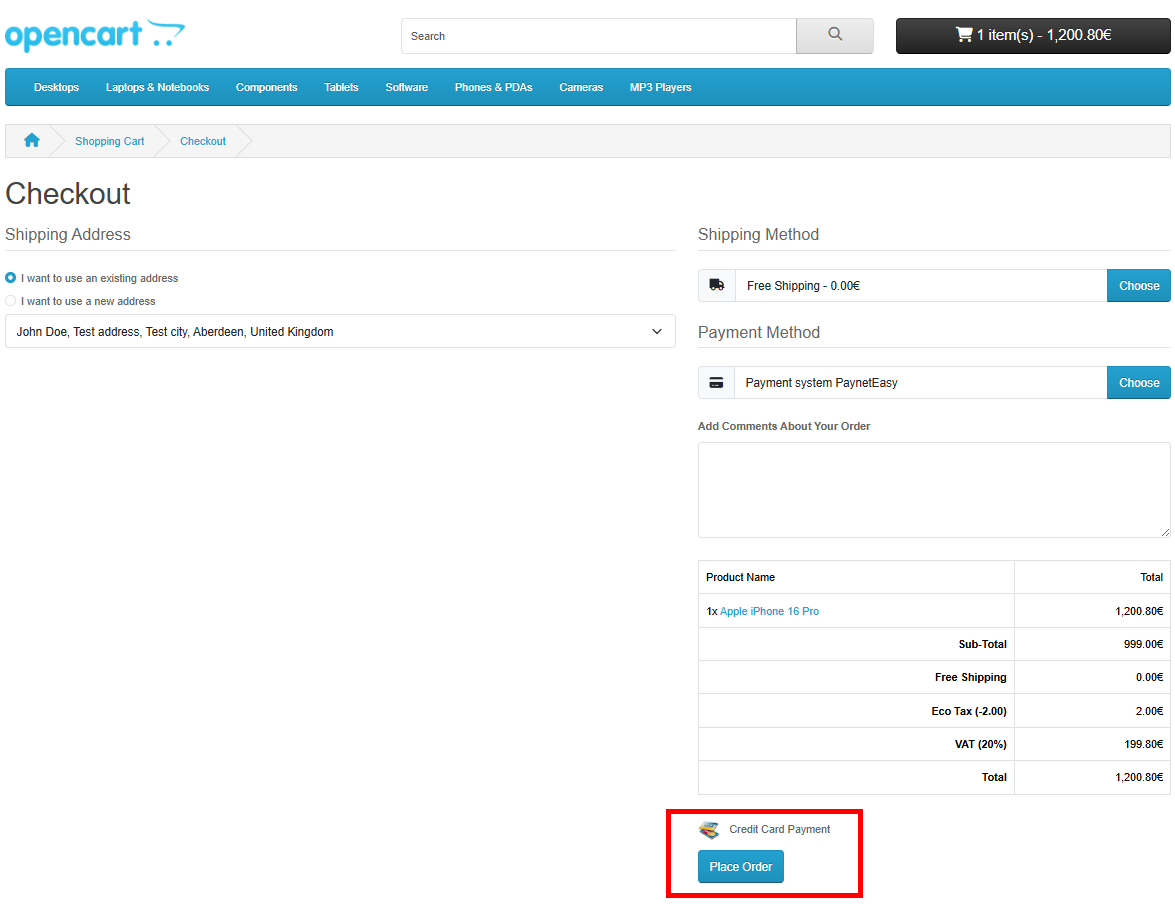 opencart
Search
1 item(s) - 1,200.80€
Desktops Laptops & Notebooks Components Tablets Software Phones & PDAs Cameras MP3 Players
Shopping Cart Checkout
Checkout
Shipping Address
I want to use an existing address
I want to use a new address
John Doe, Test address, Test city, Aberdeen, United Kingdom
Shipping Method
Free Shipping - 0.00€ Choose
Payment Method
Payment system PaynetEasy Choose
Add Comments About Your Order
Product Name Total
1x Apple iPhone 16 Pro 1,200.80€
Sub-Total 999.00€
Free Shipping 0.00€
Eco Tax (-2.00) 2.00€
VAT (20%) 199.80€
Total 1,200.80€
Credit Card Payment
Place Order